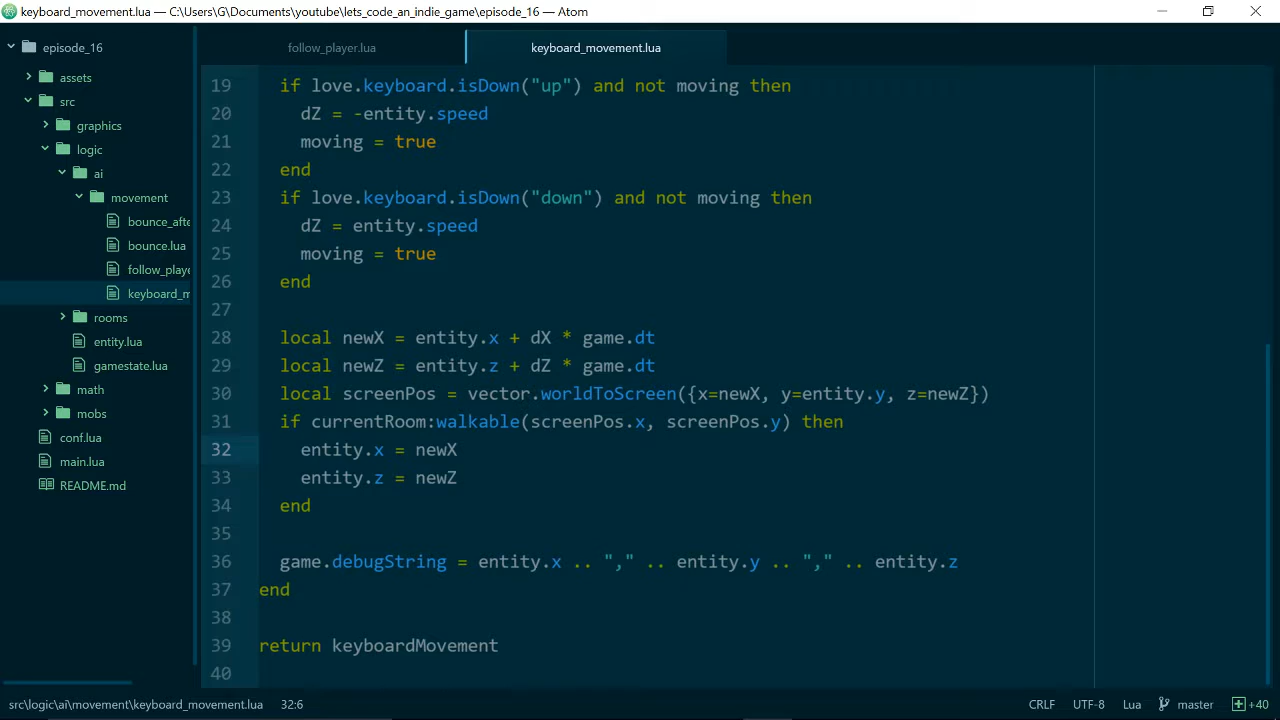 keyboard_movement.lua — C:\Users\G\Documents\youtube\lets_code_an_indie_game\episode_16 — Atom
episode_16
assets
src
graphics
logic
ai
movement
bounce_afte
bounce.lua
follow_playe
keyboard_m
rooms
entity.lua
gamestate.lua
math
mobs
conf.lua
main.lua
README.md
follow_player.lua
keyboard_movement.lua
19 if love.keyboard.isDown("up") and not moving then
20 dZ = -entity.speed
21 moving = true
22 end
23 if love.keyboard.isDown("down") and not moving then
24 dZ = entity.speed
25 moving = true
26 end
27
28 local newX = entity.x + dX * game.dt
29 local newZ = entity.z + dZ * game.dt
30 local screenPos = vector.worldToScreen({x=newX, y=entity.y, z=newZ})
31 if currentRoom:walkable(screenPos.x, screenPos.y) then
32 entity.x = newX
33 entity.z = newZ
34 end
35
36 game.debugString = entity.x .. "," .. entity.y .. "," .. entity.z
37 end
38
39 return keyboardMovement
40
src\logic\ai\movement\keyboard_movement.lua 32:6 CRLF UTF-8 Lua master +40